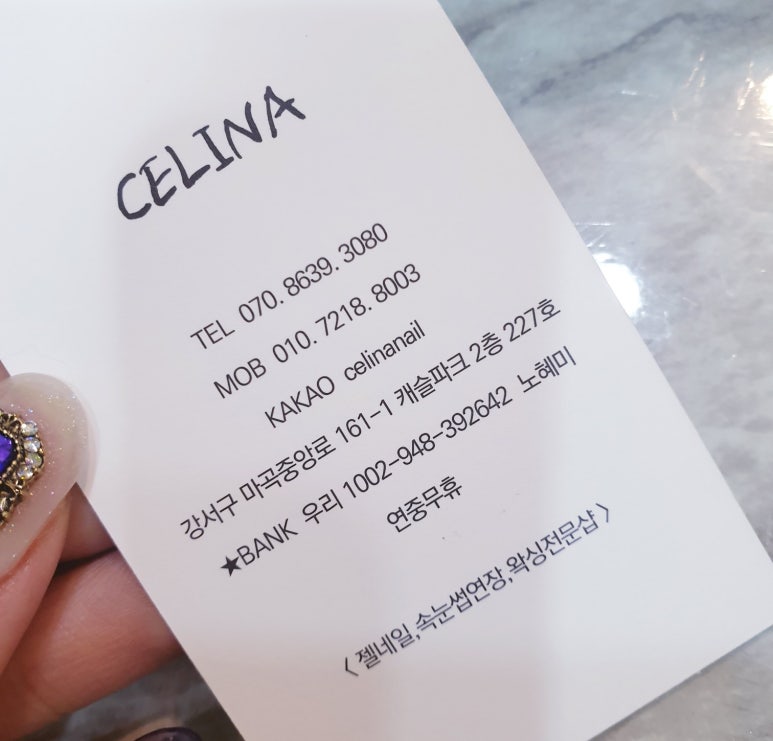 CELINA
TEL 070. 8639. 3080
MOB 010. 7218. 8003
KAKAO celinanail
강서구 마곡중앙로 161-1 캐슬파크 2층 227호
★BANK 우리 1002-948-392642 노혜미
연중무휴
< 젤네일,속눈썹연장,왁싱전문샵 >